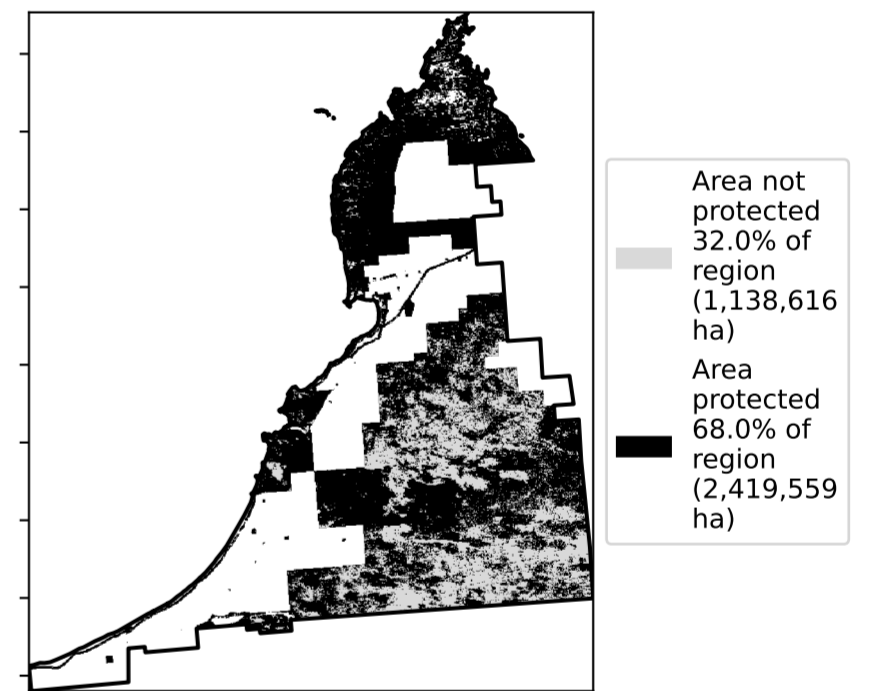 Area not
protected
32.0% of
region
(1,138,616
ha)
Area
protected
68.0% of
region
(2,419,559
ha)